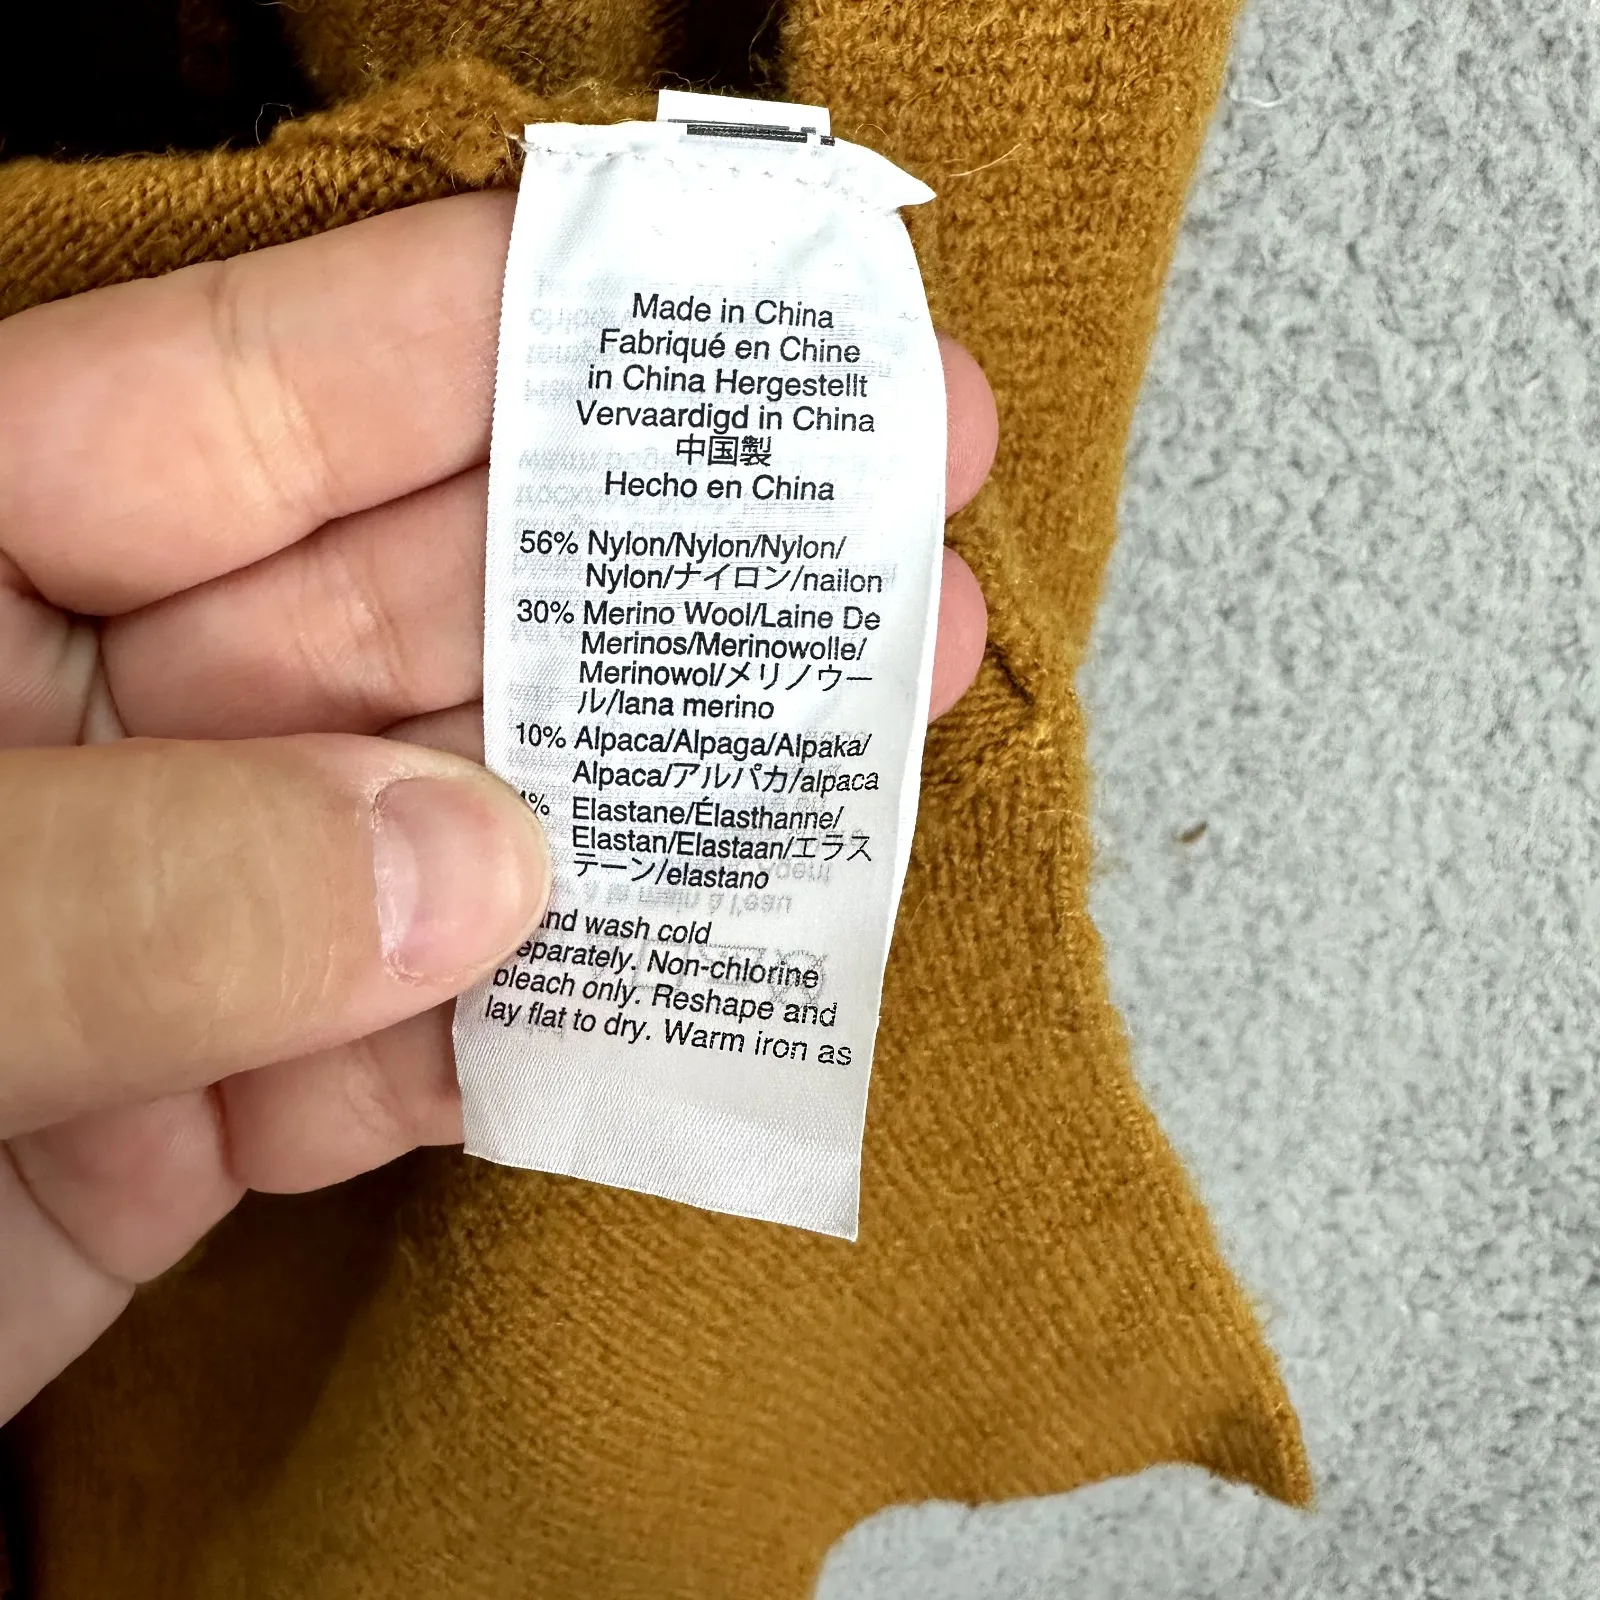 Made in China
Fabriqué en Chine
in China Hergestellt
Vervaardigd in China
中国製
Hecho en China
56% Nylon/Nylon/Nylon/
Nylon/ナイロン/nailon
30% Merino Wool/Laine De
Merinos/Merinowolle/
Merinowol/メリノウー
ル/lana merino
10% Alpaca/Alpaga/Alpaka/
Alpaca/アルパカ/alpaca
4% Elastane/Élasthanne/
Elastan/Elastaan/エラス
テーン/elastano
wash cold
eparately. Non-chlorine
bleach only. Reshape and
lay flat to dry. Warm iron as